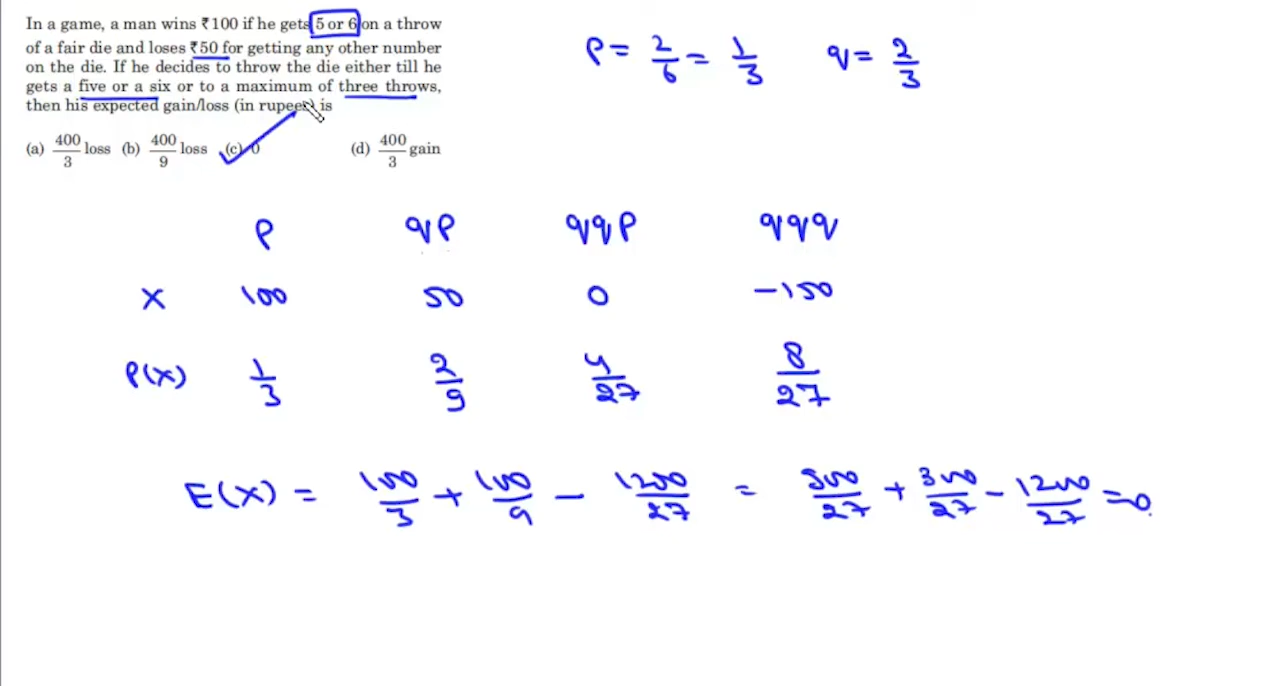 In a game, a man wins ₹100 if he gets 5 or 6 on a throw
of a fair die and loses ₹50 for getting any other number
on the die. If he decides to throw the die either till he
gets a five or a six or to a maximum of three throws,
then his expected gain/loss (in rupees) is
(a) 400/3 loss (b) 400/9 loss (c) 0 (d) 400/3 gain
P = 2/6 = 1/3 q = 2/3
P qP qqP qqq
X 100 50 0 -150
P(X) 1/3 2/9 4/27 8/27
E(X) = 100/3 + 100/9 - 1200/27 = 900/27 + 300/27 - 1200/27 = 0